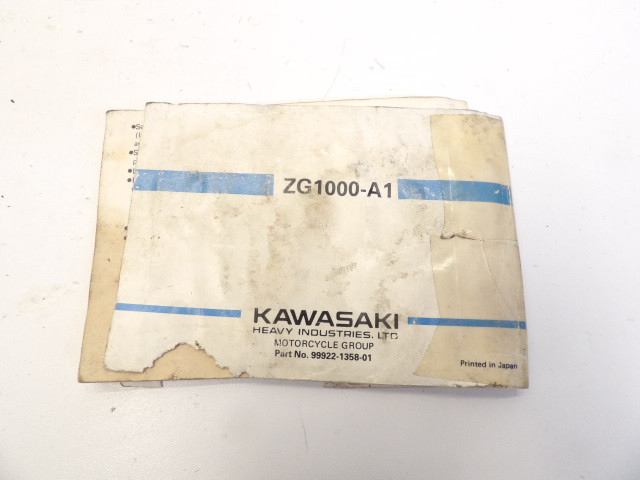 ZG1000-A1
KAWASAKI
HEAVY INDUSTRIES, LTD
MOTORCYCLE GROUP
Part No. 99922-1358-01
Printed in Japan